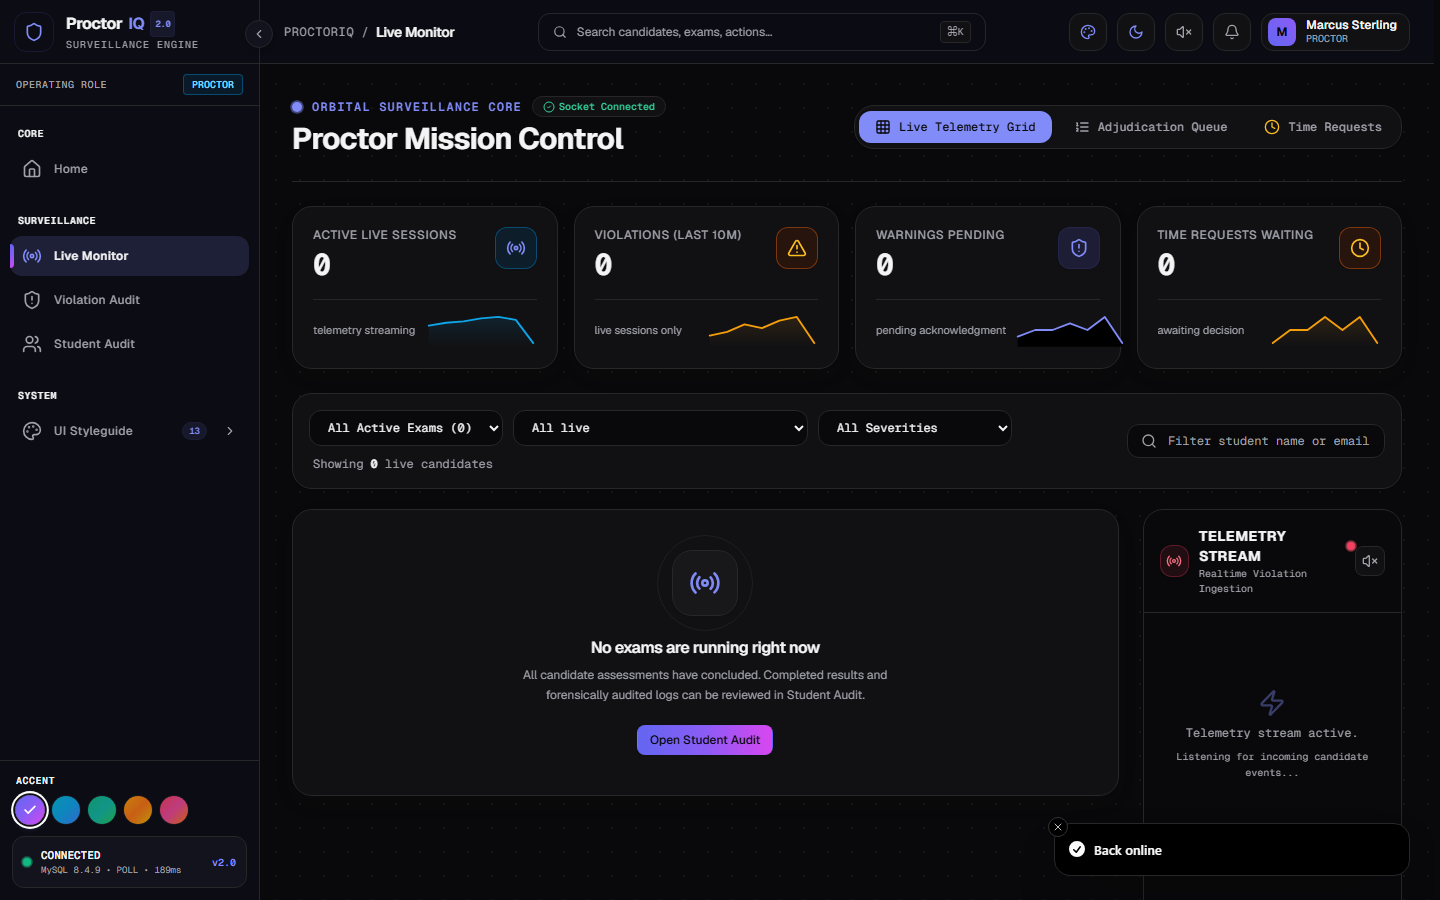 Proctor IQ 2.0
SURVEILLANCE ENGINE
PROCTORIQ / Live Monitor
Search candidates, exams, actions...
⌘K
M
Marcus Sterling
PROCTOR
OPERATING ROLE
PROCTOR
CORE
Home
SURVEILLANCE
Live Monitor
Violation Audit
Student Audit
SYSTEM
UI Styleguide 13
ACCENT
CONNECTED
MySQL 8.4.9 • POLL • 189ms
v2.0
ORBITAL SURVEILLANCE CORE
Socket Connected
Proctor Mission Control
Live Telemetry Grid
Adjudication Queue
Time Requests
ACTIVE LIVE SESSIONS
0
telemetry streaming
VIOLATIONS (LAST 10M)
0
live sessions only
WARNINGS PENDING
0
pending acknowledgment
TIME REQUESTS WAITING
0
awaiting decision
All Active Exams (0)
All live
All Severities
Filter student name or email
Showing 0 live candidates
No exams are running right now
All candidate assessments have concluded. Completed results and
forensically audited logs can be reviewed in Student Audit.
Open Student Audit
TELEMETRY
STREAM
Realtime Violation
Ingestion
Telemetry stream active.
Listening for incoming candidate
events...
Back online